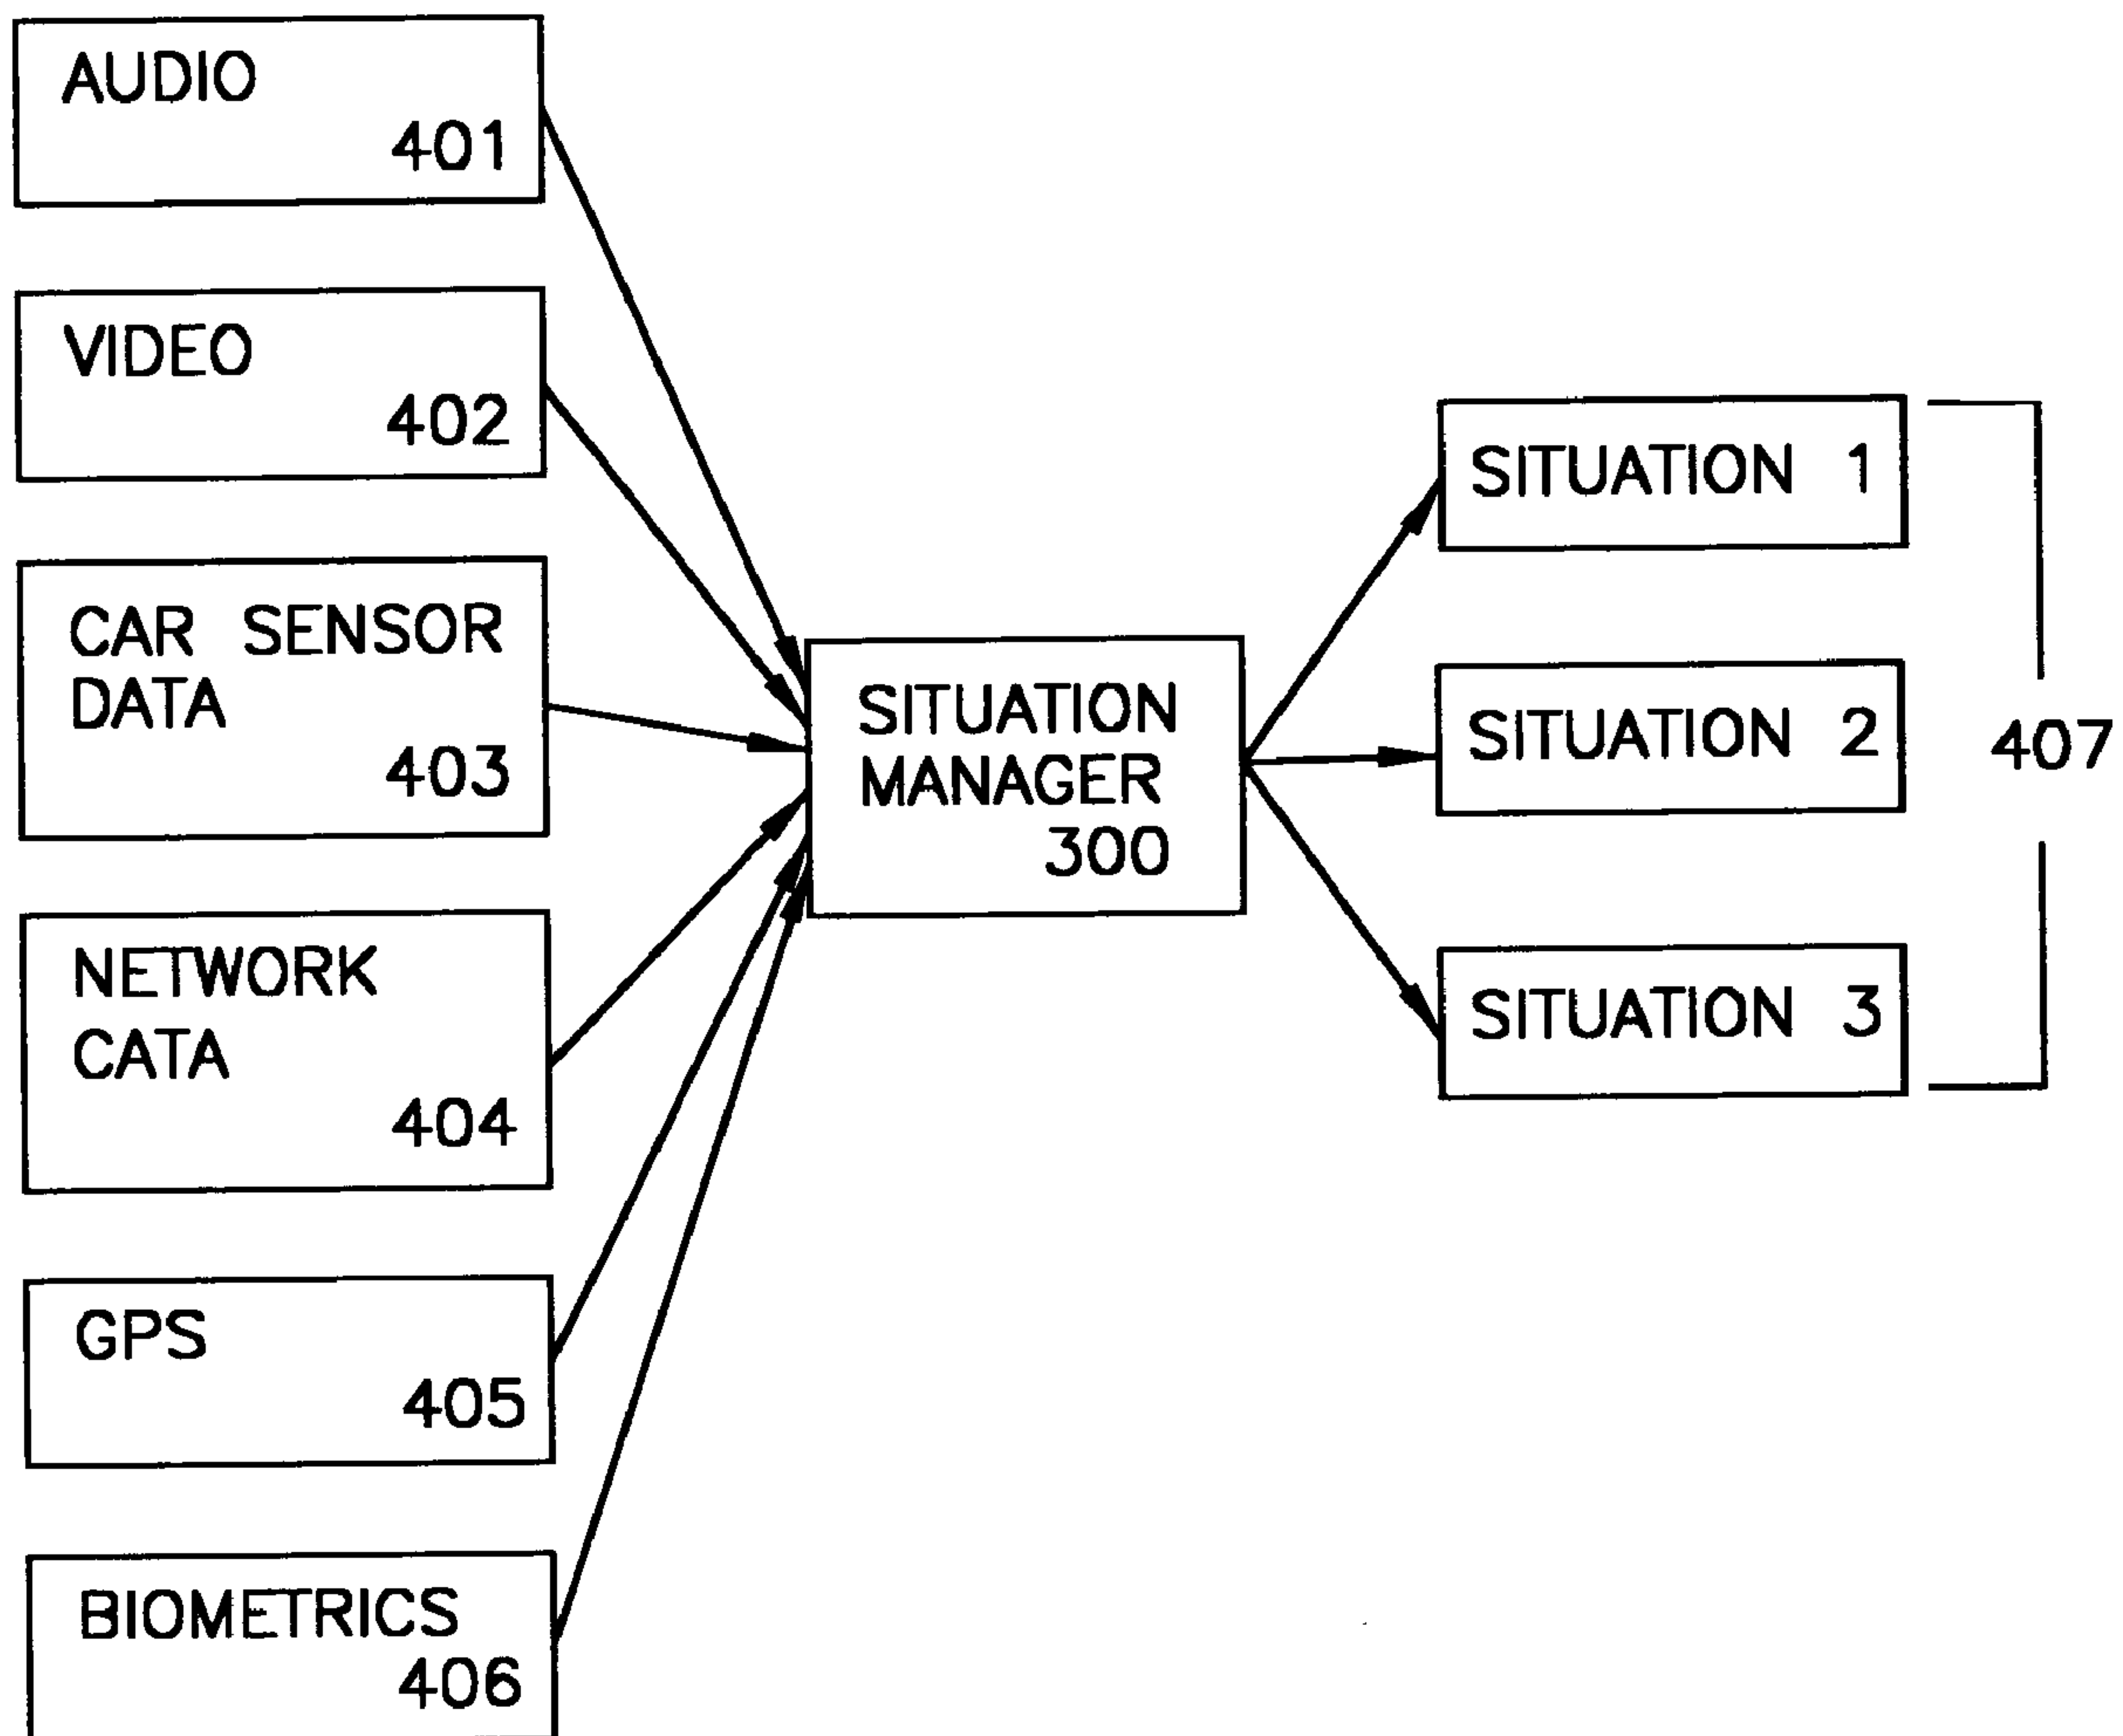 AUDIO
401
VIDEO
402
CAR SENSOR
DATA
403
NETWORK
CATA
404
GPS
405
BIOMETRICS
406
SITUATION
MANAGER
300
SITUATION 1
SITUATION 2
SITUATION 3
407